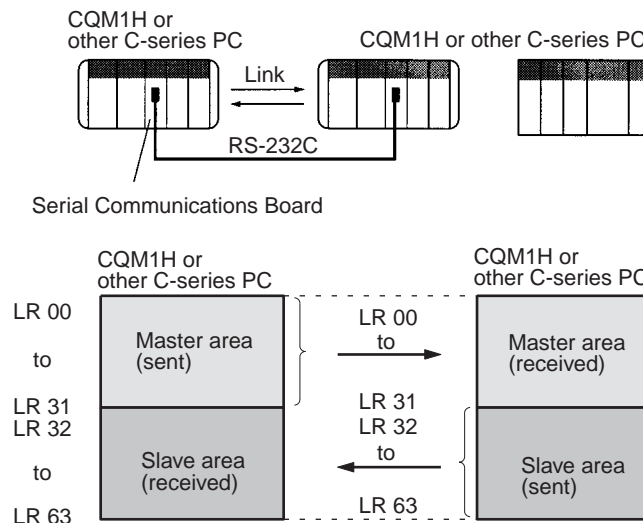 CQM1H or
other C-series PC
CQM1H or other C-series PC
Link
RS-232C
Serial Communications Board
CQM1H or
other C-series PC
CQM1H or
other C-series PC
LR 00
to
LR 31
LR 32
to
LR 63
Master area
(sent)
Slave area
(received)
LR 00
to
LR 31
LR 32
to
LR 63
Master area
(received)
Slave area
(sent)